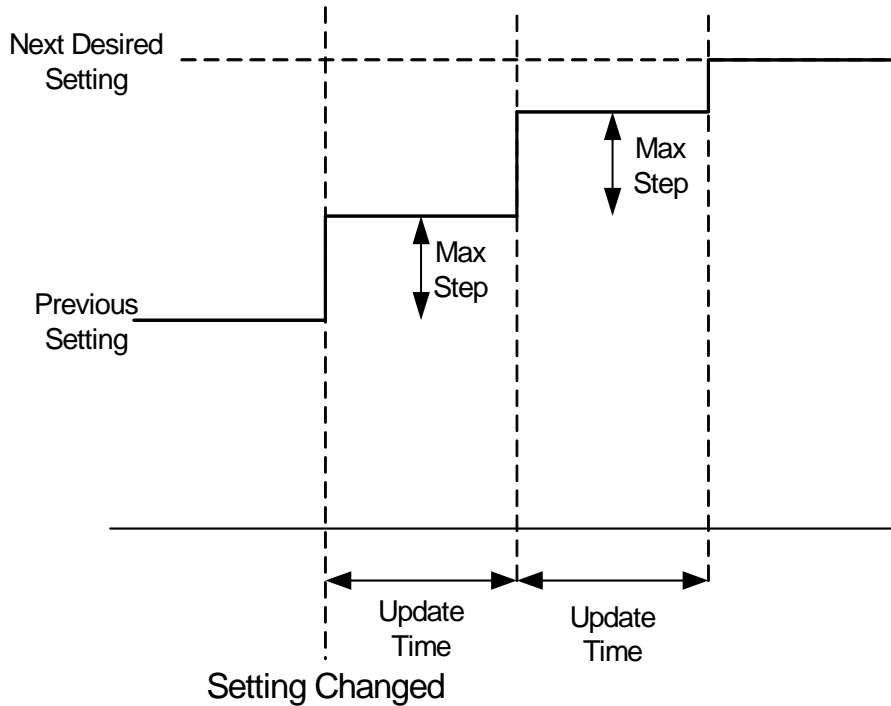 Next Desired
Setting
Max
Step
Max
Step
Previous
Setting
Update
Time
Update
Time
Setting Changed